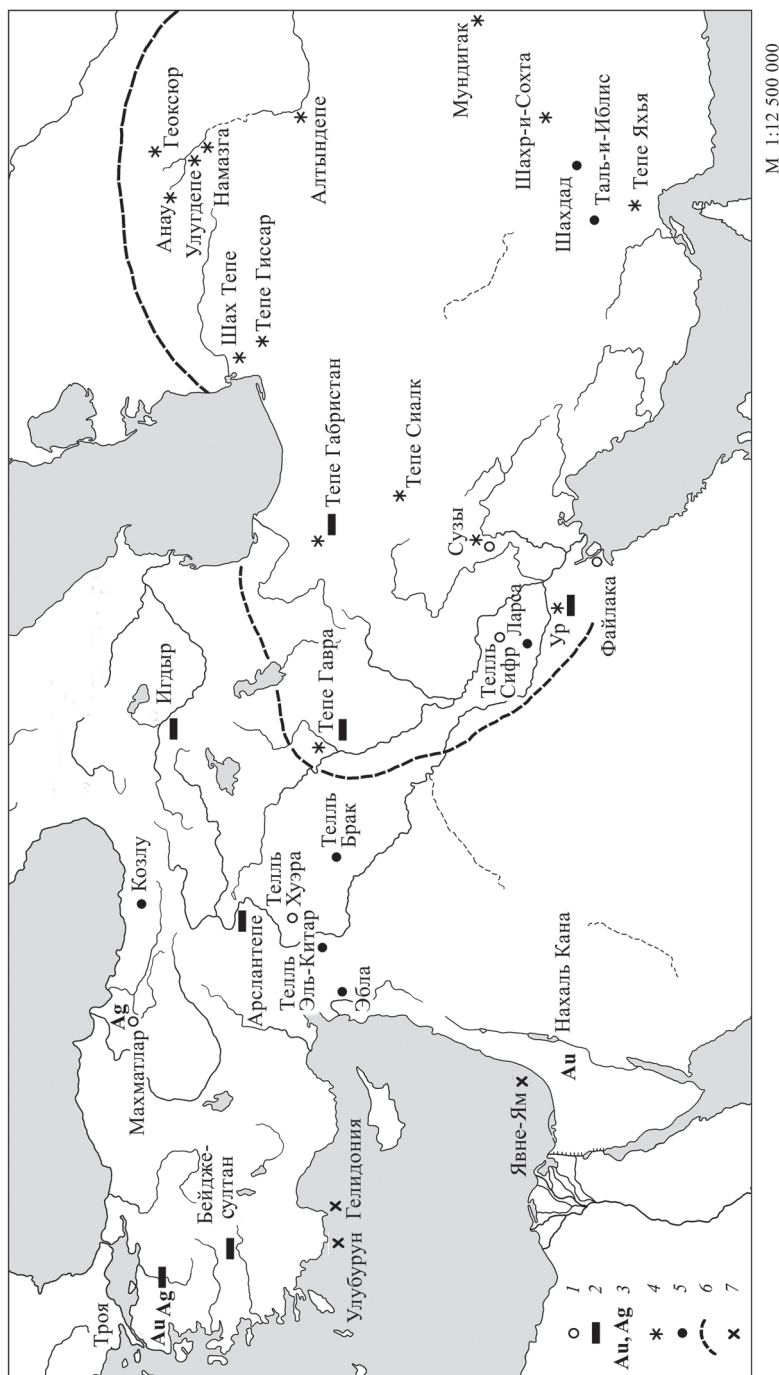 Троя
Au Ag
Бейдже-
султан
Улубурун
Гелидония
Ag
Махматлар
Козлу
Игдыр
Арслантепе
Телль
Хуэра
Телль
Эль-Китар
Телль
Брак
Эбла
Явне-Ям
Au
Нахаль Кана
Тепе Гавра
Тепе Габристан
Тепе Сиалк
Сузы
Телль
Сифр
Ларса
Ур
Файлака
Шах Тепе
Тепе Гиссар
Анау
Улугдепе
Намазга
Геоксюр
Алтындепе
Мундигак
Шахр-и-Сохта
Шахдад
Таль-и-Иблис
Тепе Яхья
1
2
Au, Ag 3
4
5
6
7
М 1:12 500 000